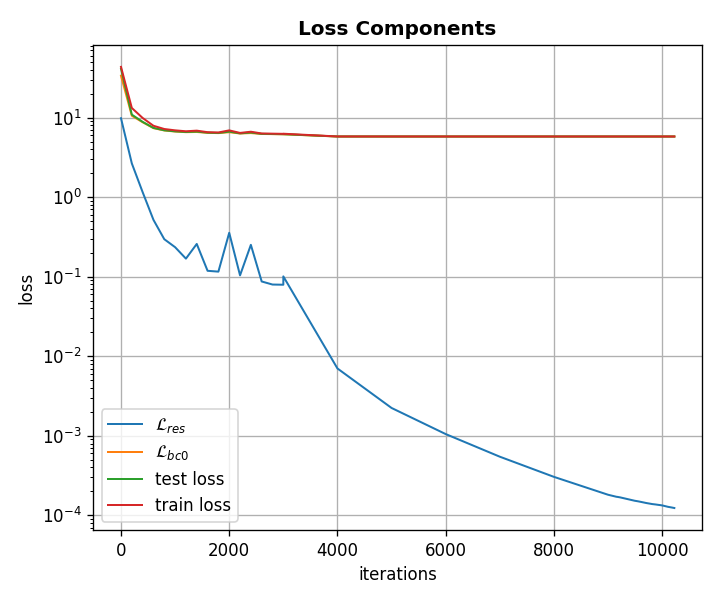 Loss Components
loss
10¹
10⁰
10⁻¹
10⁻²
10⁻³
10⁻⁴
ℒ_res
ℒ_bc0
test loss
train loss
0 2000 4000 6000 8000 10000
iterations